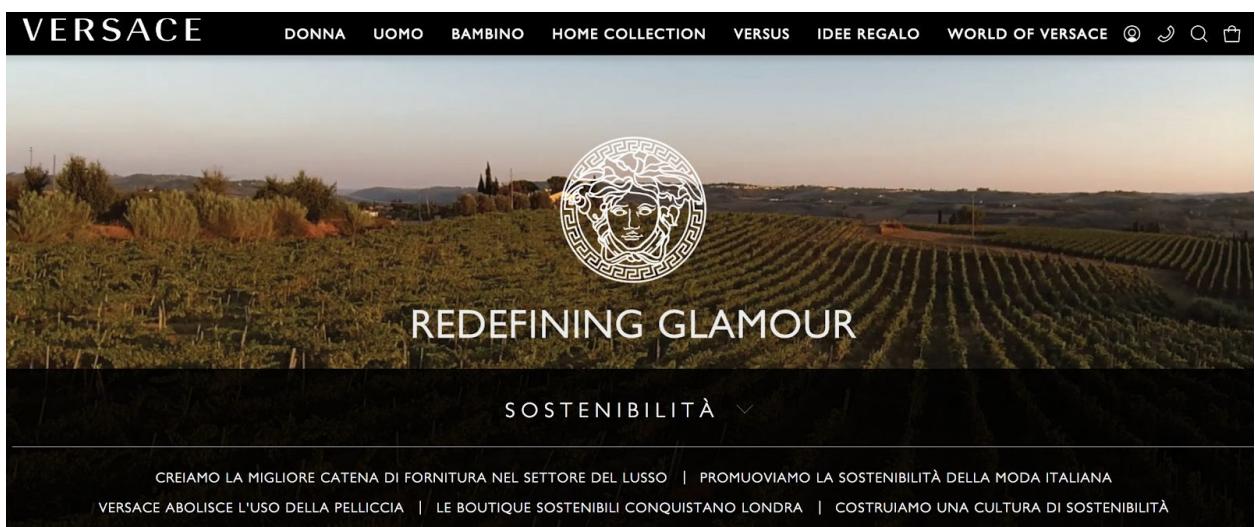 VERSACE DONNA UOMO BAMBINO HOME COLLECTION VERSUS IDEE REGALO WORLD OF VERSACE
REDEFINING GLAMOUR
SOSTENIBILITÀ
CREIAMO LA MIGLIORE CATENA DI FORNITURA NEL SETTORE DEL LUSSO | PROMUOVIAMO LA SOSTENIBILITÀ DELLA MODA ITALIANA
VERSACE ABOLISCE L'USO DELLA PELLICCIA | LE BOUTIQUE SOSTENIBILI CONQUISTANO LONDRA | COSTRUIAMO UNA CULTURA DI SOSTENIBILITÀ